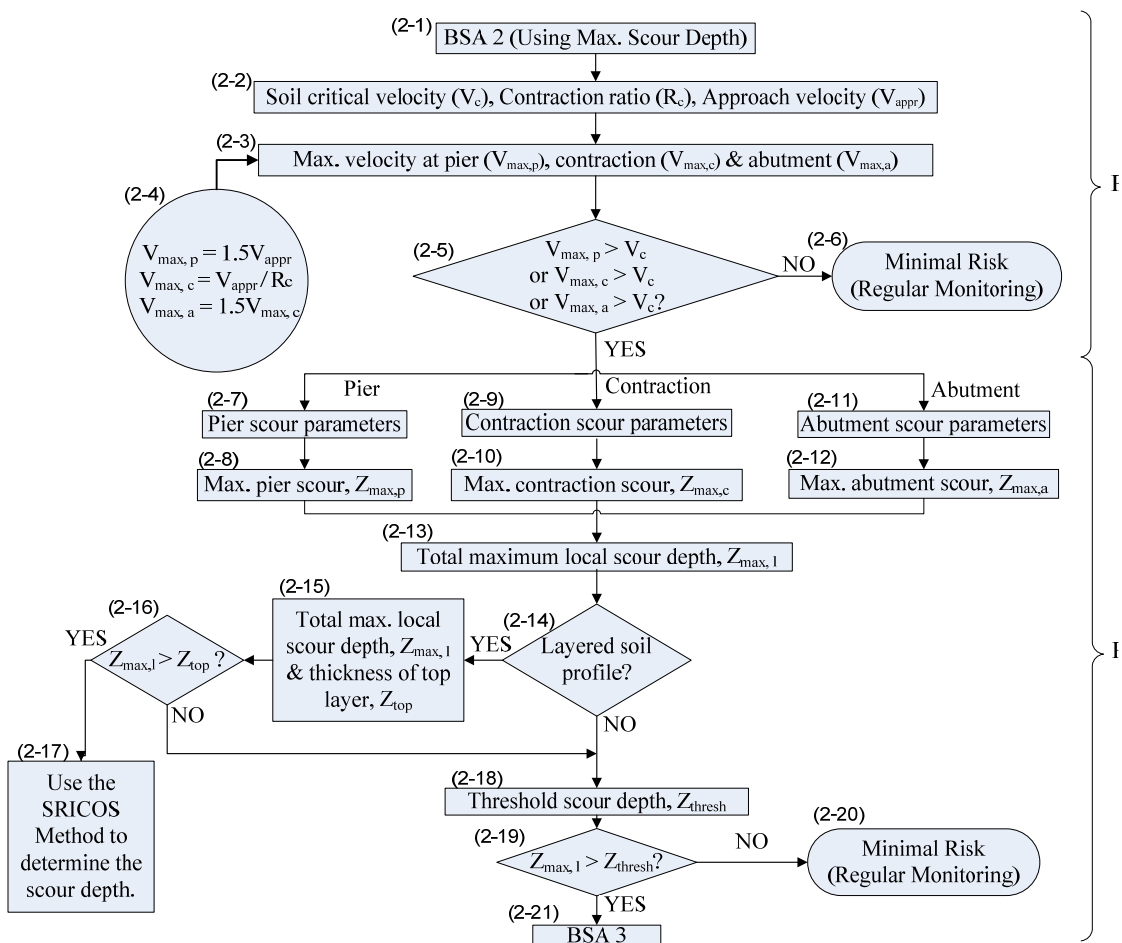 (2-1)
BSA 2 (Using Max. Scour Depth)
(2-2)
Soil critical velocity (Vc), Contraction ratio (Rc), Approach velocity (Vappr)
(2-3)
Max. velocity at pier (Vmax,p), contraction (Vmax,c) & abutment (Vmax,a)
(2-4)
Vmax, p = 1.5Vappr
Vmax, c = Vappr / Rc
Vmax, a = 1.5Vmax, c
(2-5)
Vmax, p > Vc
or Vmax, c > Vc
or Vmax, a > Vc?
NO
(2-6)
Minimal Risk
(Regular Monitoring)
YES
Pier
Contraction
Abutment
(2-7)
Pier scour parameters
(2-9)
Contraction scour parameters
(2-11)
Abutment scour parameters
(2-8)
Max. pier scour, Zmax,p
(2-10)
Max. contraction scour, Zmax,c
(2-12)
Max. abutment scour, Zmax,a
(2-13)
Total maximum local scour depth, Zmax, l
(2-14)
Layered soil
profile?
YES
NO
(2-15)
Total max. local
scour depth, Zmax, l
& thickness of top
layer, Ztop
(2-16)
Zmax,l > Ztop ?
YES
NO
(2-17)
Use the
SRICOS
Method to
determine the
scour depth.
(2-18)
Threshold scour depth, Zthresh
(2-19)
Zmax, l > Zthresh?
NO
(2-20)
Minimal Risk
(Regular Monitoring)
YES
(2-21)
BSA 3